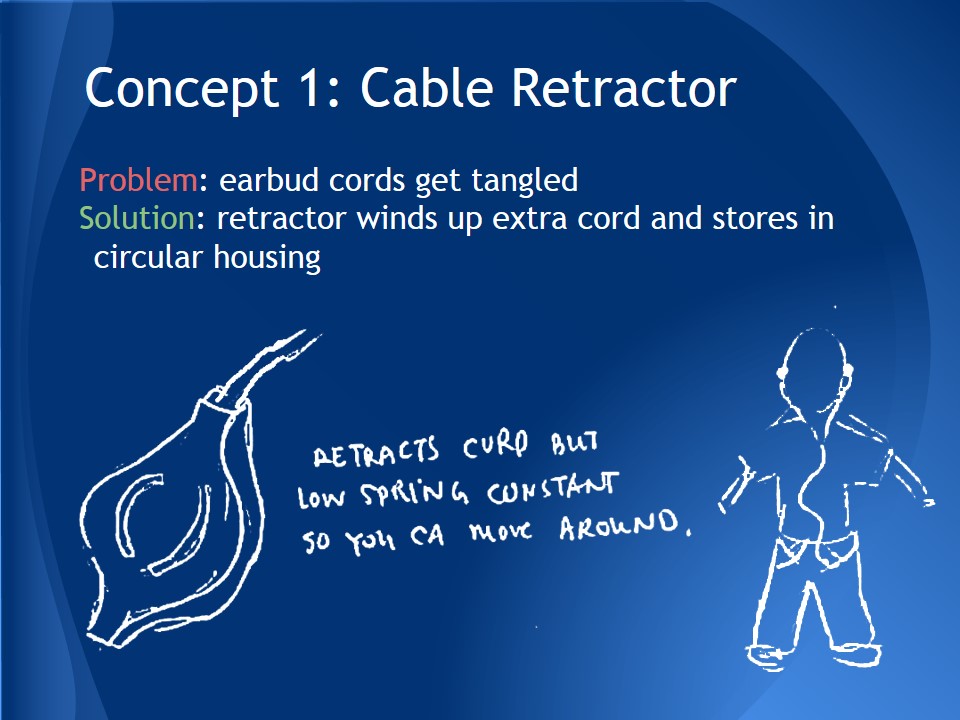 Concept 1: Cable Retractor
Problem: earbud cords get tangled
Solution: retractor winds up extra cord and stores in
circular housing
RETRACTS CORD BUT
LOW SPRING CONSTANT
SO YOU CA MOVE AROUND.